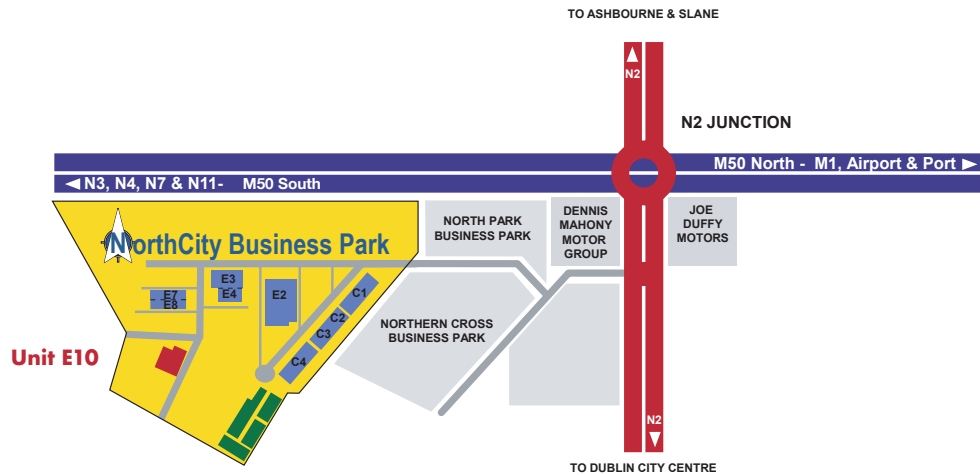 TO ASHBOURNE & SLANE
N2
N2 JUNCTION
M50 North - M1, Airport & Port
N3, N4, N7 & N11- M50 South
NorthCity Business Park
NORTH PARK
BUSINESS PARK
DENNIS
MAHONY
MOTOR
GROUP
JOE
DUFFY
MOTORS
E3
E4
E7
E8
E2
C1
C2
C3
C4
NORTHERN CROSS
BUSINESS PARK
Unit E10
N2
TO DUBLIN CITY CENTRE